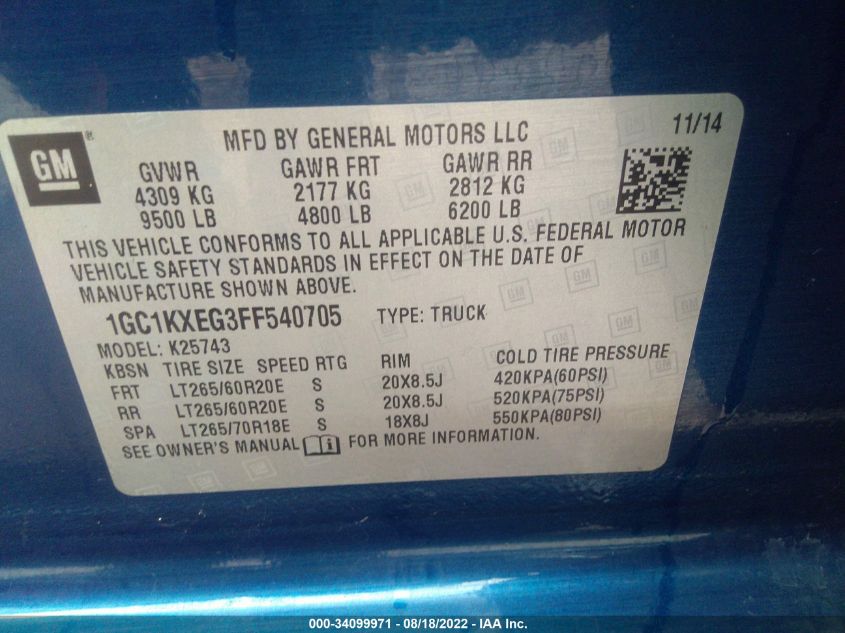 GM ®
MFD BY GENERAL MOTORS LLC 11/14
GVWR GAWR FRT GAWR RR
4309 KG 2177 KG 2812 KG
9500 LB 4800 LB 6200 LB
THIS VEHICLE CONFORMS TO ALL APPLICABLE U.S. FEDERAL MOTOR
VEHICLE SAFETY STANDARDS IN EFFECT ON THE DATE OF
MANUFACTURE SHOWN ABOVE.
1GC1KXEG3FF540705 TYPE: TRUCK
MODEL: K25743
KBSN TIRE SIZE SPEED RTG RIM COLD TIRE PRESSURE
FRT LT265/60R20E S 20X8.5J 420KPA(60PSI)
RR LT265/60R20E S 20X8.5J 520KPA(75PSI)
SPA LT265/70R18E S 18X8J 550KPA(80PSI)
SEE OWNER'S MANUAL FOR MORE INFORMATION.
000-34099971 - 08/18/2022 - IAA Inc.